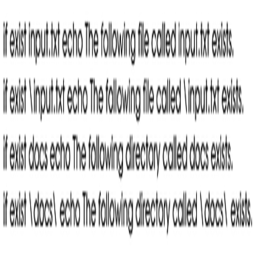 if exist input.txt echo The following file called input.txt exists.
if exist \input.txt echo The following file called \input.txt exists.
if exist docs echo The following directory called docs exists.
if exist \docs\ echo The following directory called \docs\ exists.